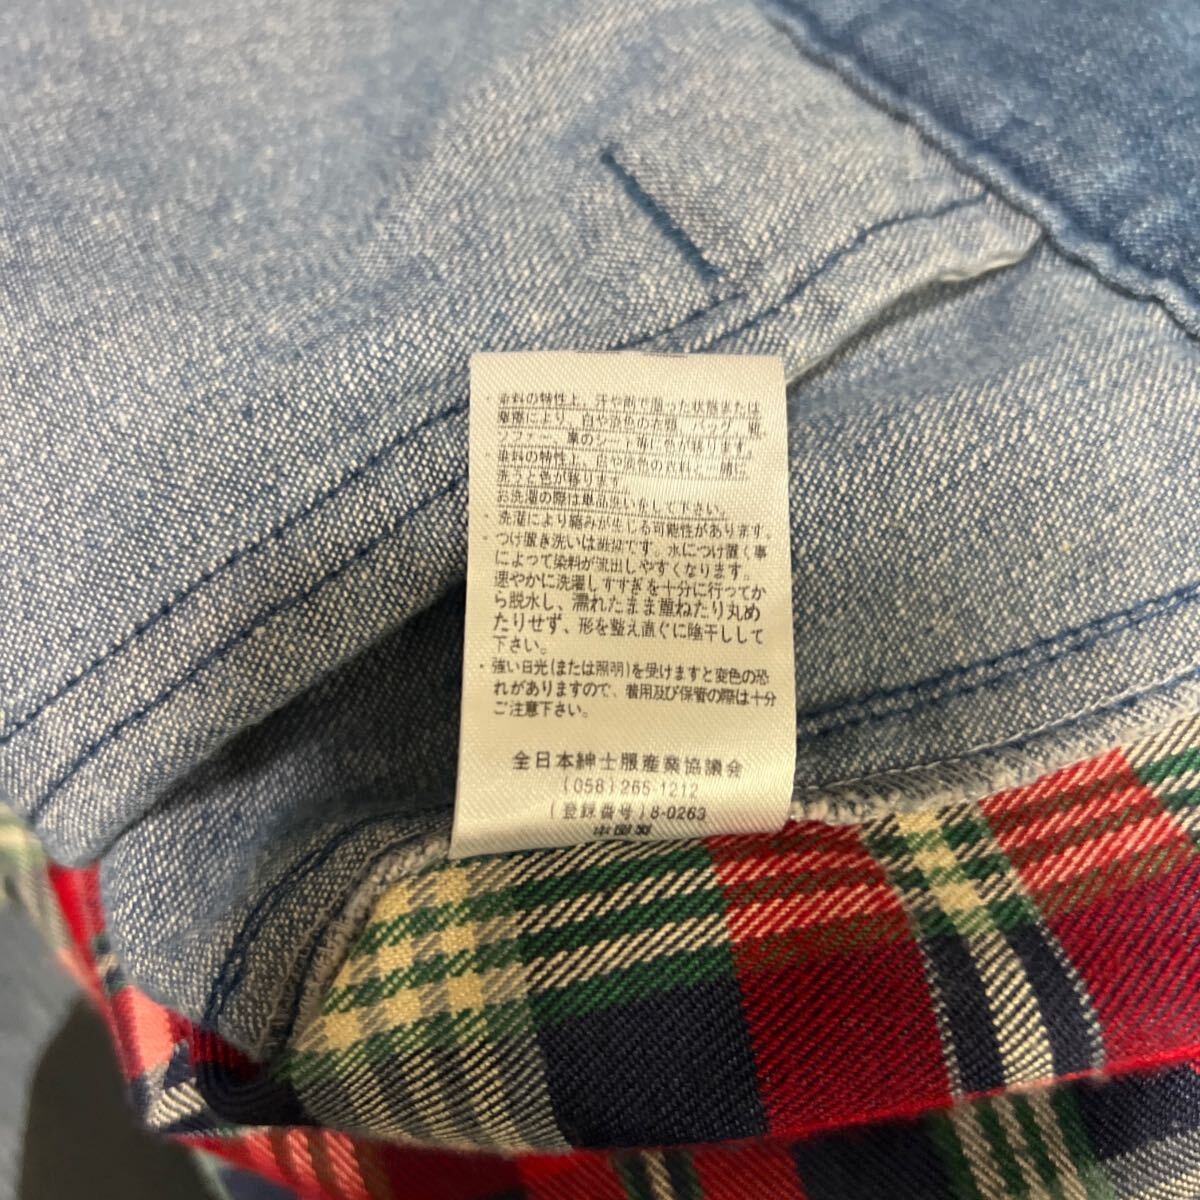 ・染料の特性上、汗や雨で湿った状態または
摩擦により、白や淡色の衣類、バッグ、靴、
ソファー、車のシート等に色が移ります。
・染料の特性上、白や淡色の衣料と一緒に
洗うと色が移ります
お洗濯の際は単品洗いをして下さい。
・洗濯により縮みが生じる可能性があります。
・つけ置き洗いは厳禁です。水につけ置く事
によって染料が流出しやすくなります。
速やかに洗濯しすすぎを十分に行ってか
ら脱水し、濡れたまま重ねたり丸め
たりせず、形を整え直ぐに陰干しして
下さい。
・強い日光(または照明)を受けますと変色の恐
れがありますので、着用及び保管の際は十分
ご注意下さい。
全日本紳士服産業協議会
(058)265-1212
(登録番号)8-0263
中国製